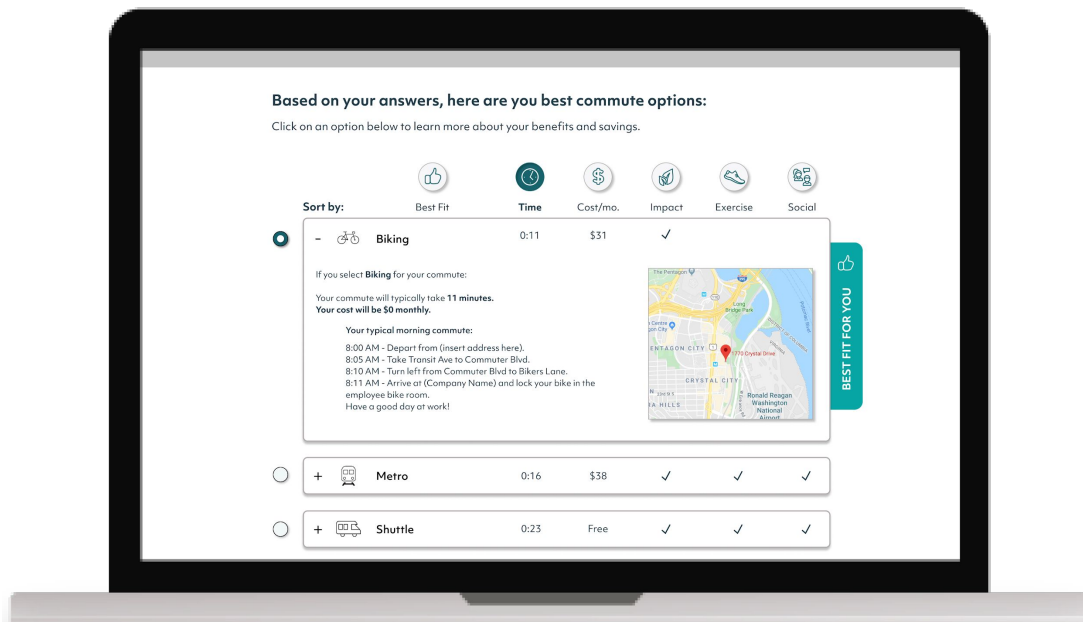 Based on your answers, here are you best commute options:
Click on an option below to learn more about your benefits and savings.
Sort by: Best Fit Time Cost/mo. Impact Exercise Social
- Biking 0:11 $31 ✓
If you select Biking for your commute:
Your commute will typically take 11 minutes.
Your cost will be $0 monthly.
Your typical morning commute:
8:00 AM - Depart from (insert address here).
8:05 AM - Take Transit Ave to Commuter Blvd.
8:10 AM - Turn left from Commuter Blvd to Bikers Lane.
8:11 AM - Arrive at (Company Name) and lock your bike in the
employee bike room.
Have a good day at work!
The Pentagon
Long
Bridge Park
Potomac River
PENTAGON CITY
1770 Crystal Drive
CRYSTAL CITY
23rd St S
Ronald Reagan
Washington
National
Airport
BEST FIT FOR YOU
+ Metro 0:16 $38 ✓ ✓ ✓
+ Shuttle 0:23 Free ✓ ✓ ✓